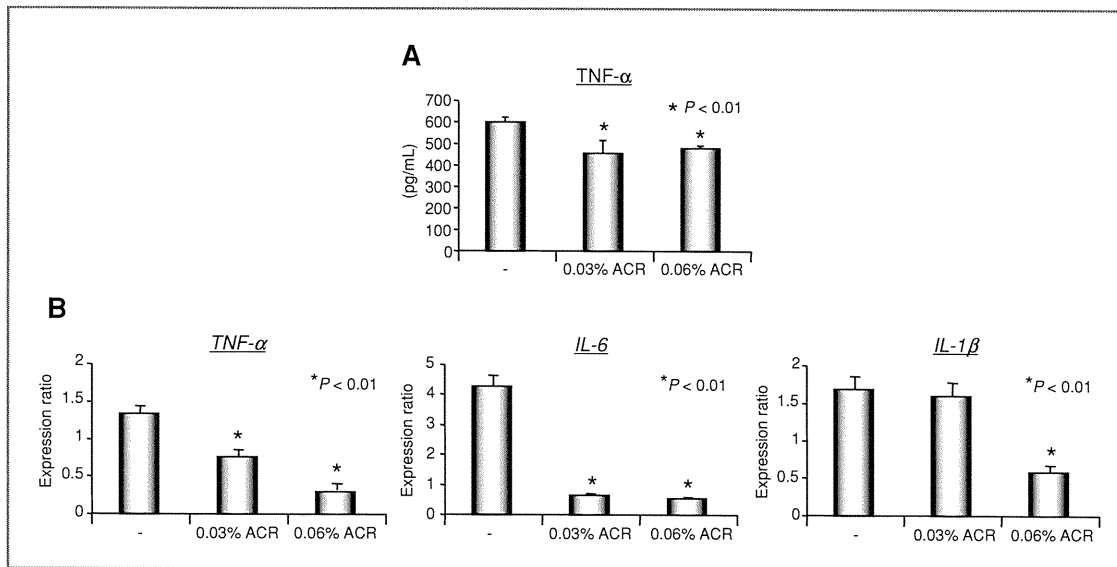 A
TNF-α
* P < 0.01
(pg/mL)
700
600
500
400
300
200
100
0
*
*
-
0.03% ACR
0.06% ACR
B
TNF-α
*P < 0.01
Expression ratio
2
1.5
1
0.5
0
*
*
-
0.03% ACR
0.06% ACR
IL-6
*P < 0.01
Expression ratio
5
4
3
2
1
0
*
*
-
0.03% ACR
0.06% ACR
IL-1β
*P < 0.01
Expression ratio
2
1.5
1
0.5
0
*
-
0.03% ACR
0.06% ACR